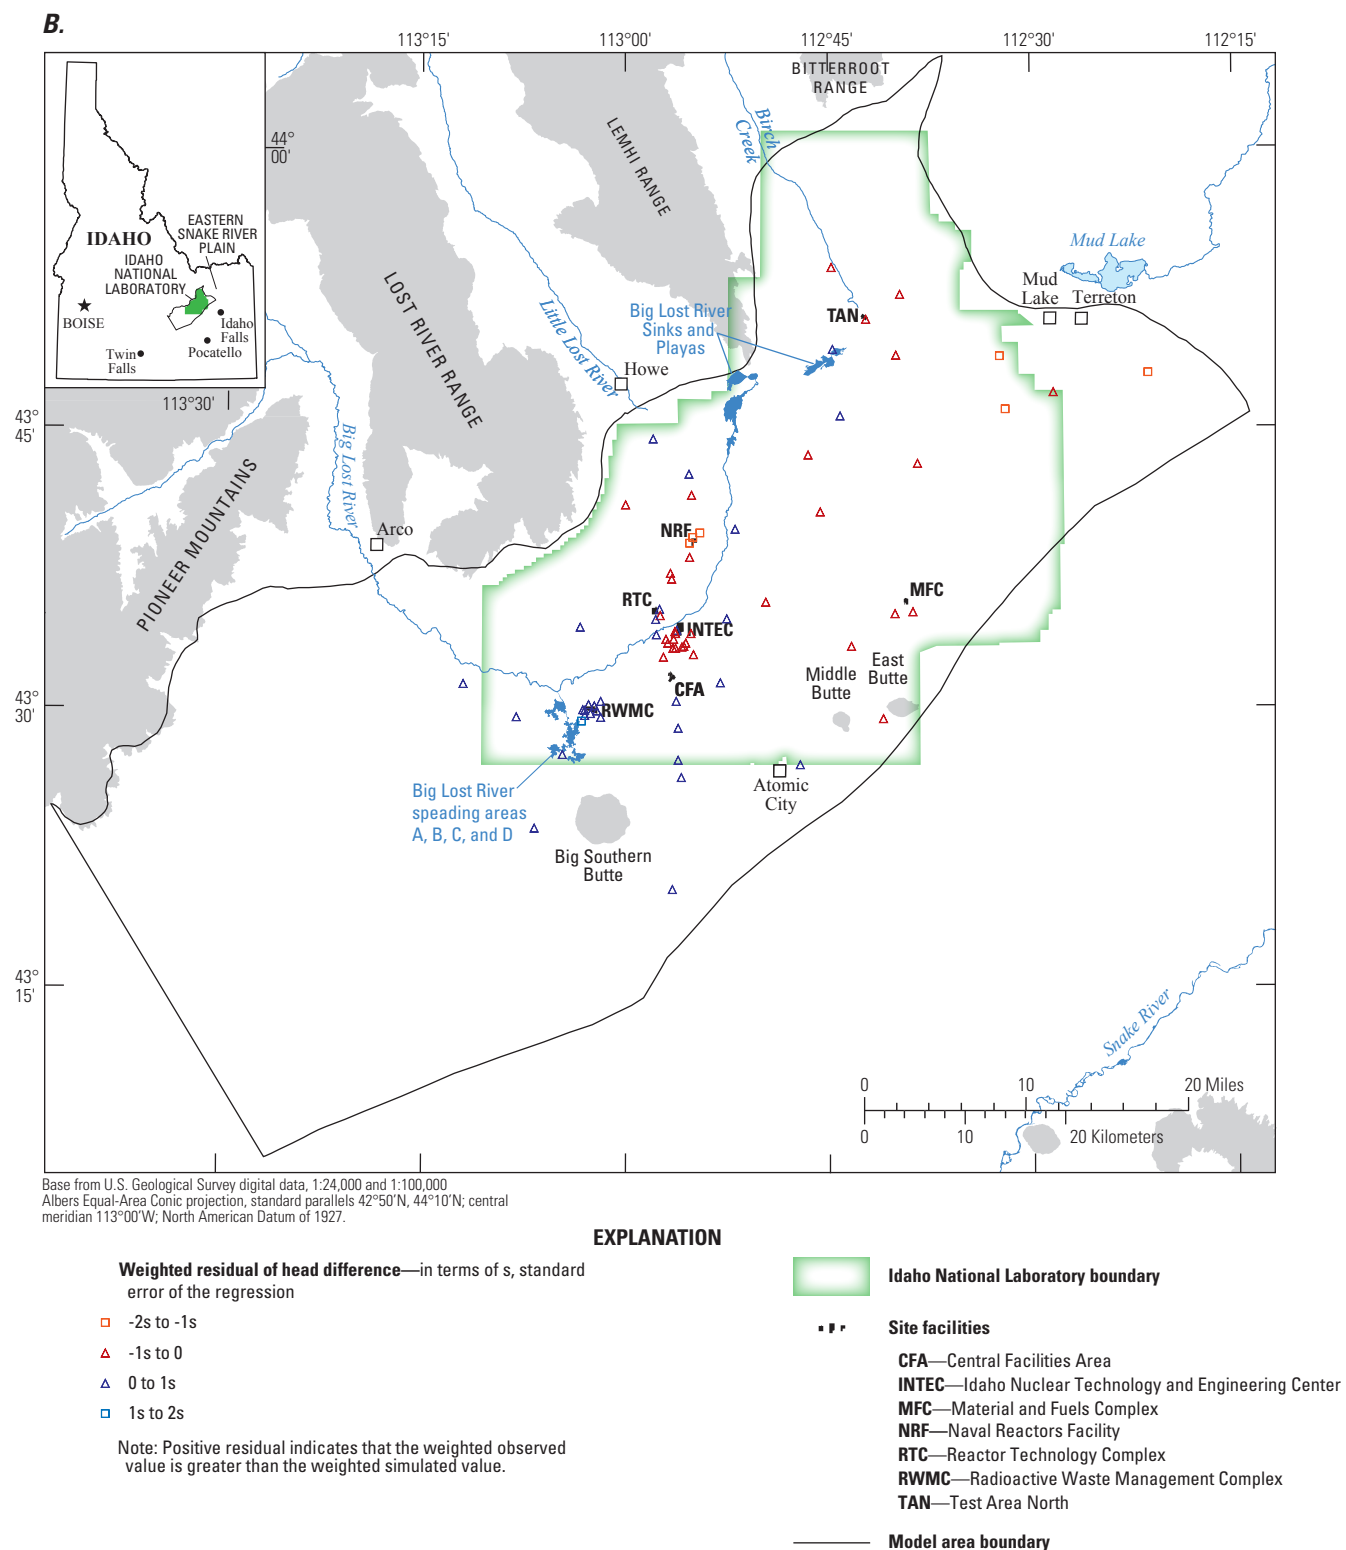 B.
113°15'
113°00'
112°45'
112°30'
112°15'
BITTERROOT
RANGE
44°
00'
Birch
Creek
LEMHI RANGE
EASTERN
SNAKE RIVER
PLAIN
IDAHO
IDAHO
NATIONAL
LABORATORY
BOISE
Idaho
Falls
Pocatello
Twin
Falls
Mud Lake
Mud
Lake
Terreton
LOST RIVER RANGE
Little Lost River
Big Lost River
Sinks and
Playas
TAN
Howe
113°30'
43°
45'
Big Lost River
PIONEER MOUNTAINS
Arco
NRF
RTC
INTEC
MFC
CFA
Middle
Butte
East
Butte
43°
30'
RWMC
Big Lost River
speading areas
A, B, C, and D
Atomic
City
Big Southern
Butte
43°
15'
Snake River
0
10
20 Miles
0
10
20 Kilometers
Base from U.S. Geological Survey digital data, 1:24,000 and 1:100,000
Albers Equal-Area Conic projection, standard parallels 42°50'N, 44°10'N; central
meridian 113°00'W; North American Datum of 1927.
EXPLANATION
Weighted residual of head difference—in terms of s, standard
error of the regression
-2s to -1s
-1s to 0
0 to 1s
1s to 2s
Note: Positive residual indicates that the weighted observed
value is greater than the weighted simulated value.
Idaho National Laboratory boundary
Site facilities
CFA—Central Facilities Area
INTEC—Idaho Nuclear Technology and Engineering Center
MFC—Material and Fuels Complex
NRF—Naval Reactors Facility
RTC—Reactor Technology Complex
RWMC—Radioactive Waste Management Complex
TAN—Test Area North
Model area boundary